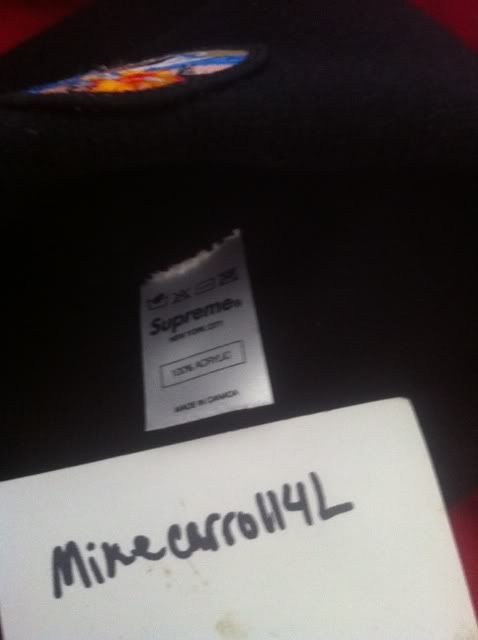 Supreme®
NEW YORK CITY
100% ACRYLIC
MADE IN CANADA
Mikecarroll4L